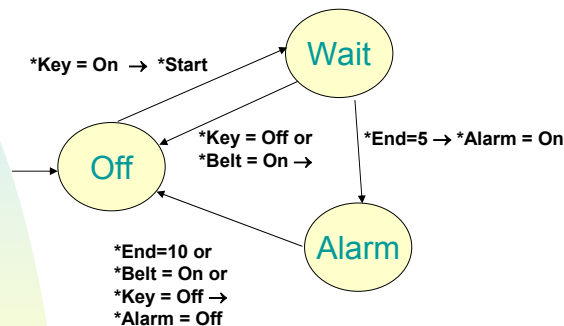 Wait
*Key = On → *Start
*Key = Off or
*Belt = On →
*End=5 → *Alarm = On
Off
Alarm
*End=10 or
*Belt = On or
*Key = Off →
*Alarm = Off